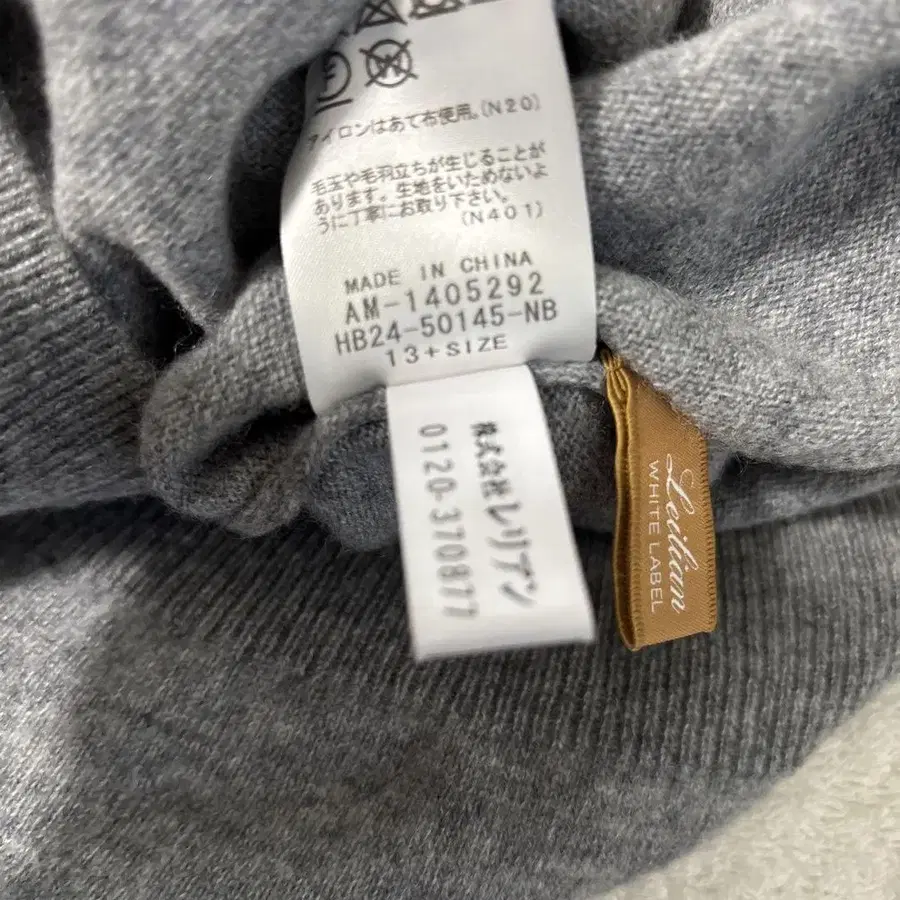 アイロンはあて布使用。(N20)
毛玉や毛羽立ちが生じることが
あります。生地をいためないよ
うに丁寧にお取り下さい。
(N401)
MADE IN CHINA
AM-1405292
HB24-50145-NB
13+SIZE
株式会社レリアン
0120-370877
Leilian
WHITE LABEL